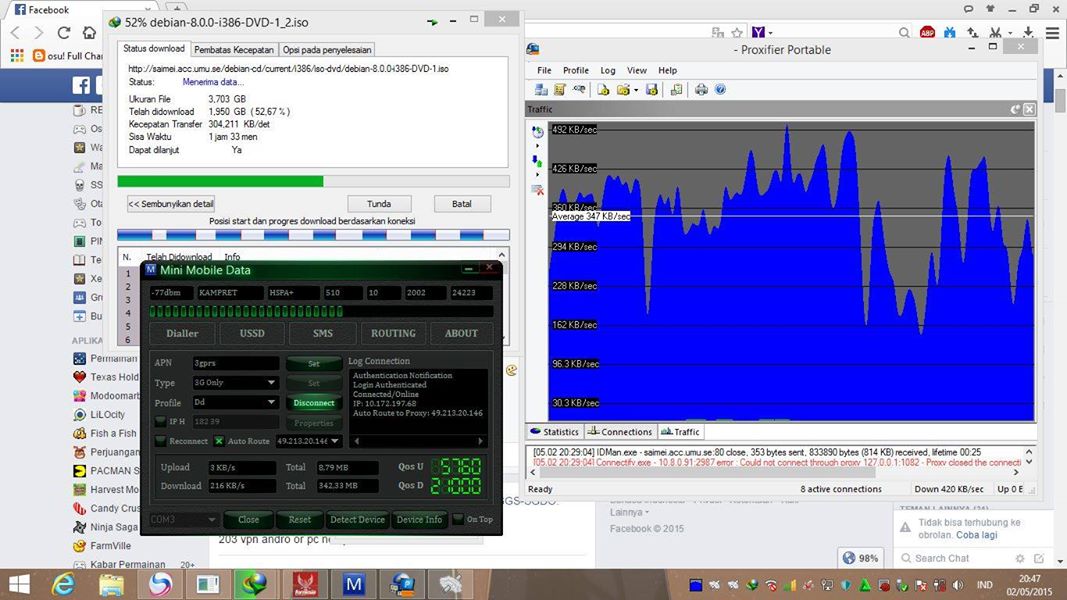 Facebook
osu! Full Cha
RE
Os
Wa
Ma
SS
Ota
To
PIN
Tel
Xe
Gru
Bu
APLIKA
Permainan
Texas Hold
Modoomarb
LiLOcity
Fish a Fish
Perjuangan
PACMAN S
Harvest Mo
Candy Crus
Ninja Saga
FarmVille
Kabar Permainan 20+
52% debian-8.0.0-i386-DVD-1_2.iso
Status download Pembatas Kecepatan Opsi pada penyelesaian
http://saimei.acc.umu.se/debian-cd/current/i386/iso-dvd/debian-8.0.0-i386-DVD-1.iso
Status: Menerima data...
Ukuran File 3,703 GB
Telah didownload 1,950 GB ( 52,67 % )
Kecepatan Transfer 304,211 KB/det
Sisa Waktu 1 jam 33 men
Dapat dilanjut Ya
<< Sembunyikan detail Tunda Batal
Posisi start dan progres download berdasarkan koneksi
N. Telah Didownload Info
1
2
3
4
5
6
Mini Mobile Data
-77dbm KAMPRET HSPA+ 510 10 2002 24223
Dialler USSD SMS ROUTING ABOUT
APN 3gprs Set Log Connection
Type 3G Only Set
Profile Dd Disconnect
IP H 182 39 Properties
Reconnect Auto Route 49.213.20.146
Authentication Notification
Login Authenticated
Connected/Online
IP: 10.172.197.68
Auto Route to Proxy: 49.213.20.146
Upload 3 KB/s Total 8.79 MB Qos U 5760
Download 216 KB/s Total 342.33 MB Qos D 21000
COM3 Close Reset Detect Device Device Info On Top
203 vpn andro or pc
- Proxifier Portable
File Profile Log View Help
Traffic
492 KB/sec
426 KB/sec
360 KB/sec
Average 347 KB/sec
294 KB/sec
228 KB/sec
162 KB/sec
96.3 KB/sec
30.3 KB/sec
Statistics Connections Traffic
[05.02 20:29:04] IDMan.exe - saimei.acc.umu.se:80 close, 353 bytes sent, 833890 bytes (814 KB) received, lifetime 00:25
[05.02 20:29:04] Connectify.exe - 10.8.0.91:2987 error : Could not connect through proxy 127.0.0.1:1082 - Proxy closed the connecti
Ready 8 active connections Down 420 KB/sec Up 0 E
Lainnya
Facebook © 2015
TEMAN LAINNYA
Tidak bisa terhubung ke
internet. Coba lagi
98%
Search Chat
IND
20:47
02/05/2015